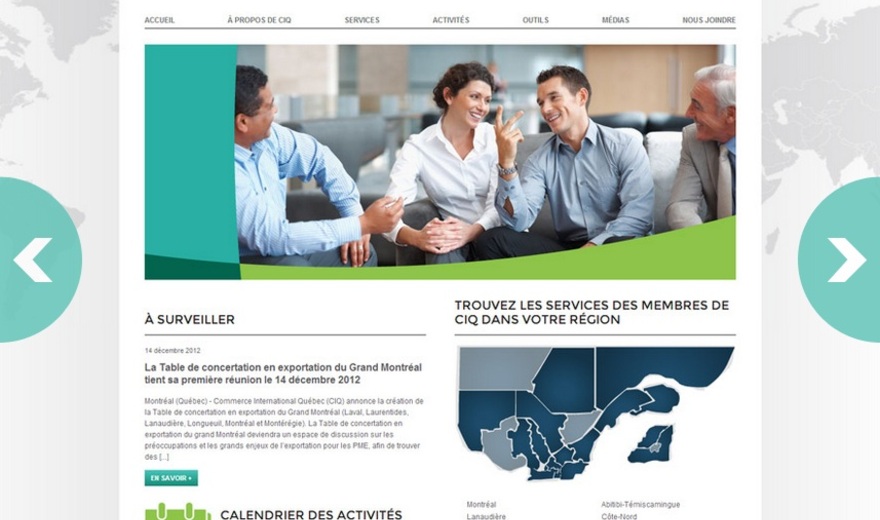 ACCUEIL À PROPOS DE CIQ SERVICES ACTIVITÉS OUTILS MÉDIAS NOUS JOINDRE
À SURVEILLER
14 décembre 2012
La Table de concertation en exportation du Grand Montréal
tient sa première réunion le 14 décembre 2012
Montréal (Québec) - Commerce International Québec (CIQ) annonce la création de
la Table de concertation en exportation du Grand Montréal (Laval, Laurentides,
Lanaudière, Longueuil, Montréal et Montérégie). La Table de concertation en
exportation du grand Montréal deviendra un espace de discussion sur les
préoccupations et les grands enjeux de l'exportation pour les PME, afin de trouver
des [...]
EN SAVOIR +
CALENDRIER DES ACTIVITÉS
TROUVEZ LES SERVICES DES MEMBRES DE
CIQ DANS VOTRE RÉGION
Montréal
Lanaudière
Abitibi-Témiscamingue
Côte-Nord